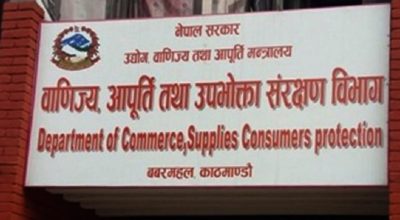 नेपाल सरकार
उद्योग, वाणिज्य तथा आपूर्ति मन्त्रालय
वाणिज्य, आपूर्ति तथा उपभोक्ता संरक्षण विभाग
Department of Commerce,Supplies Consumers protection
बबरमहल, काठमाण्डौ